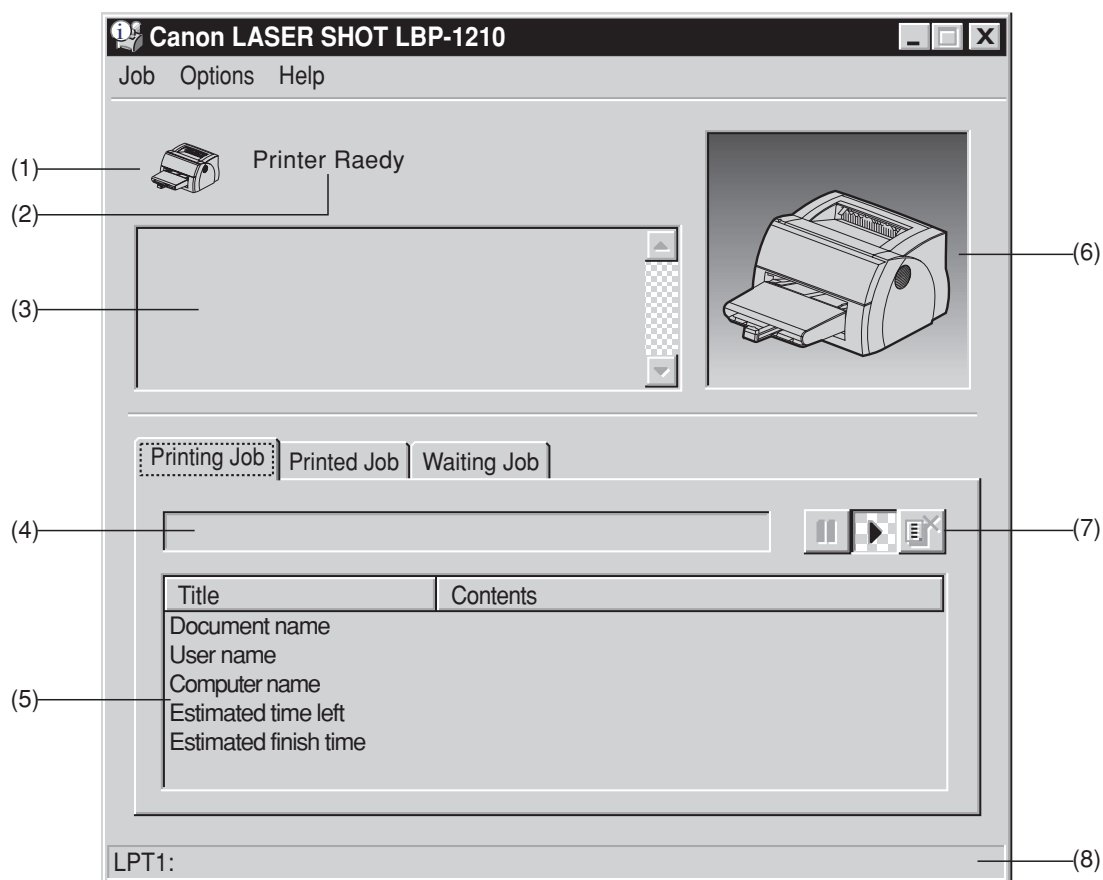 Canon LASER SHOT LBP-1210
Job Options Help
(1)
Printer Raedy
(2)
(3)
(6)
Printing Job Printed Job Waiting Job
(4)
(7)
Title Contents
Document name
User name
Computer name
(5)
Estimated time left
Estimated finish time
LPT1:
(8)